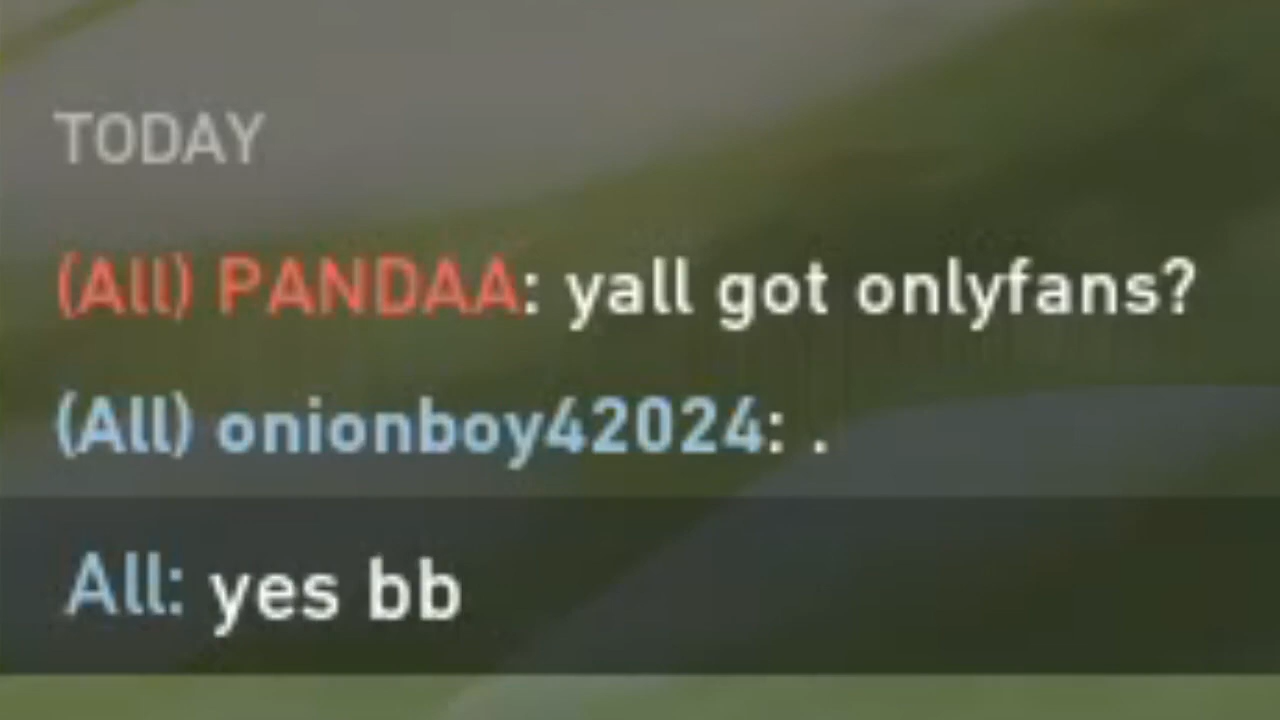 TODAY
(All) PANDAA: yall got onlyfans?
(All) onionboy42024: .
All: yes bb